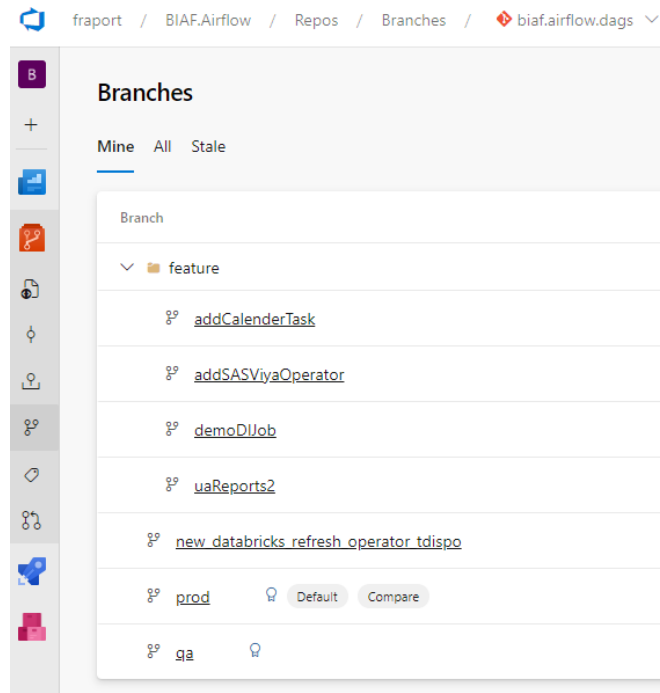 fraport / BIAF.Airflow / Repos / Branches / biaf.airflow.dags
B
Branches
Mine All Stale
Branch
feature
addCalenderTask
addSASViyaOperator
demoDIJob
uaReports2
new_databricks_refresh_operator_tdispo
prod Default Compare
qa